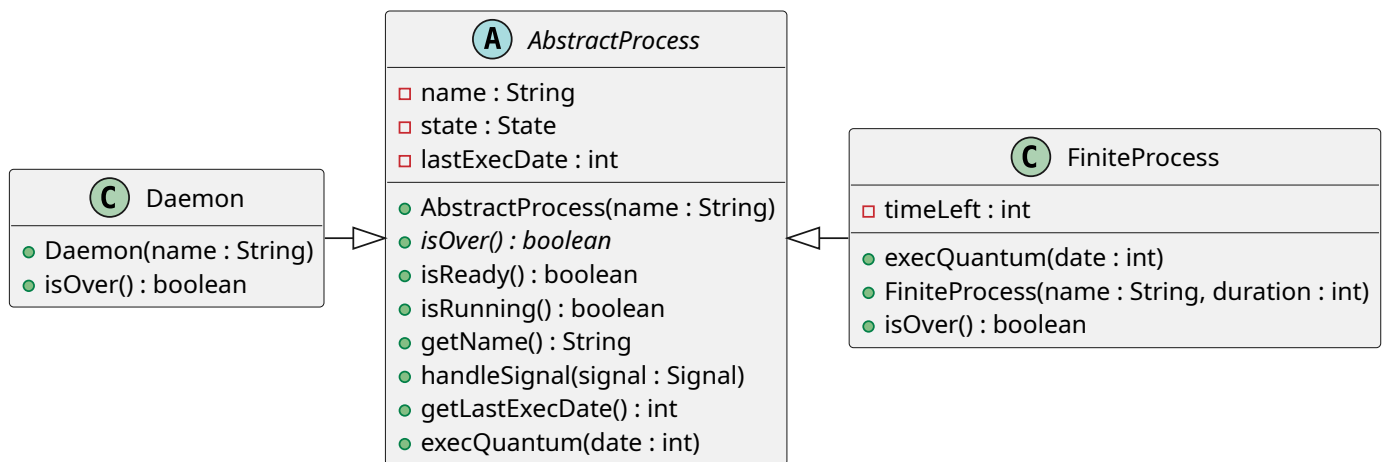 C Daemon
Daemon(name : String)
isOver() : boolean
A AbstractProcess
name : String
state : State
lastExecDate : int
AbstractProcess(name : String)
isOver() : boolean
isReady() : boolean
isRunning() : boolean
getName() : String
handleSignal(signal : Signal)
getLastExecDate() : int
execQuantum(date : int)
C FiniteProcess
timeLeft : int
execQuantum(date : int)
FiniteProcess(name : String, duration : int)
isOver() : boolean